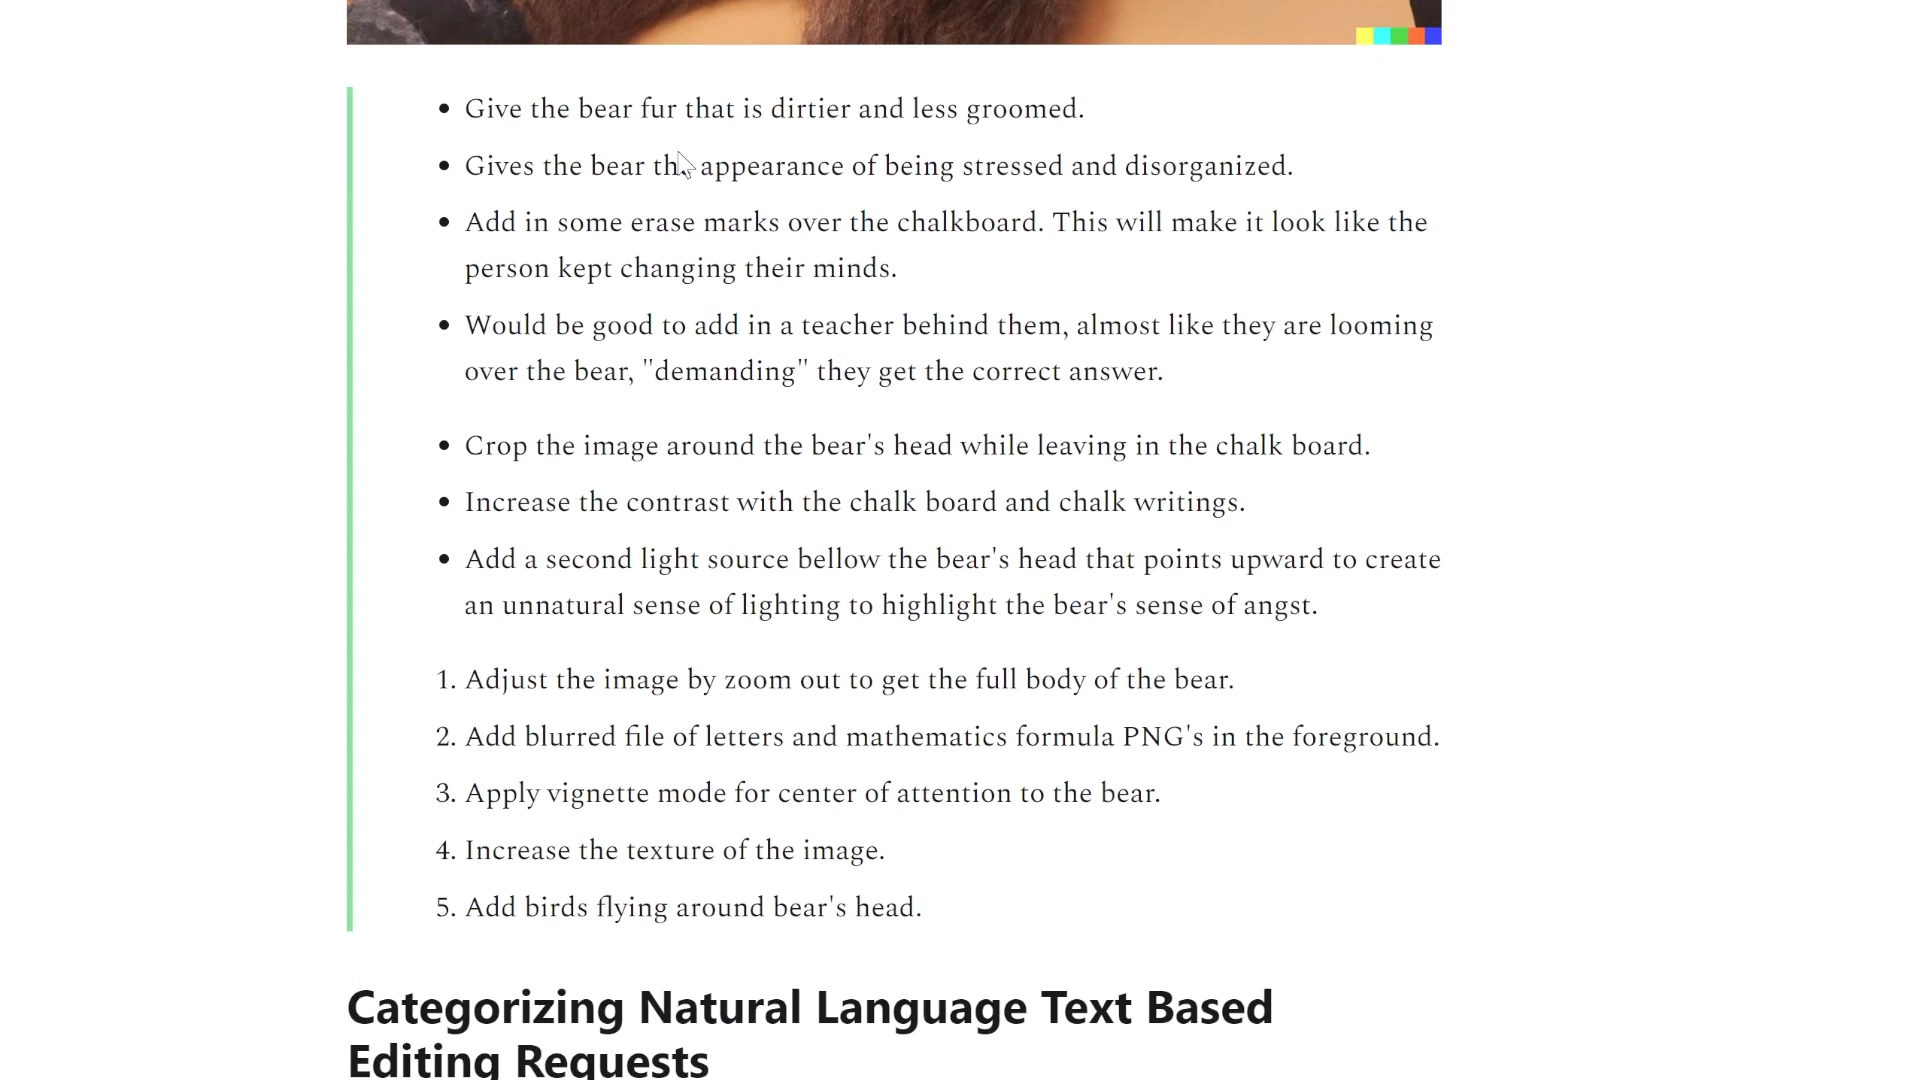 • Give the bear fur that is dirtier and less groomed.
• Gives the bear the appearance of being stressed and disorganized.
• Add in some erase marks over the chalkboard. This will make it look like the
person kept changing their minds.
• Would be good to add in a teacher behind them, almost like they are looming
over the bear, "demanding" they get the correct answer.
• Crop the image around the bear's head while leaving in the chalk board.
• Increase the contrast with the chalk board and chalk writings.
• Add a second light source bellow the bear's head that points upward to create
an unnatural sense of lighting to highlight the bear's sense of angst.
1. Adjust the image by zoom out to get the full body of the bear.
2. Add blurred file of letters and mathematics formula PNG's in the foreground.
3. Apply vignette mode for center of attention to the bear.
4. Increase the texture of the image.
5. Add birds flying around bear's head.
Categorizing Natural Language Text Based
Editing Requests